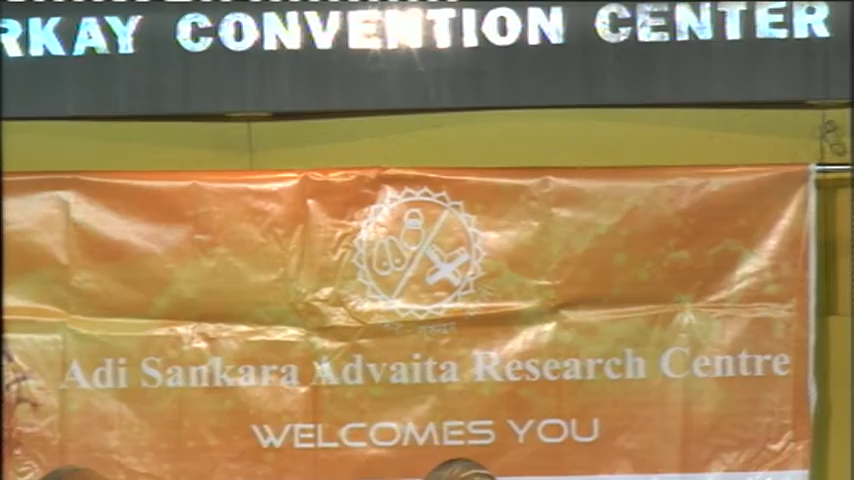 RKAY CONVENTION CENTER
Adi Sankara Advaita Research Centre
WELCOMES YOU